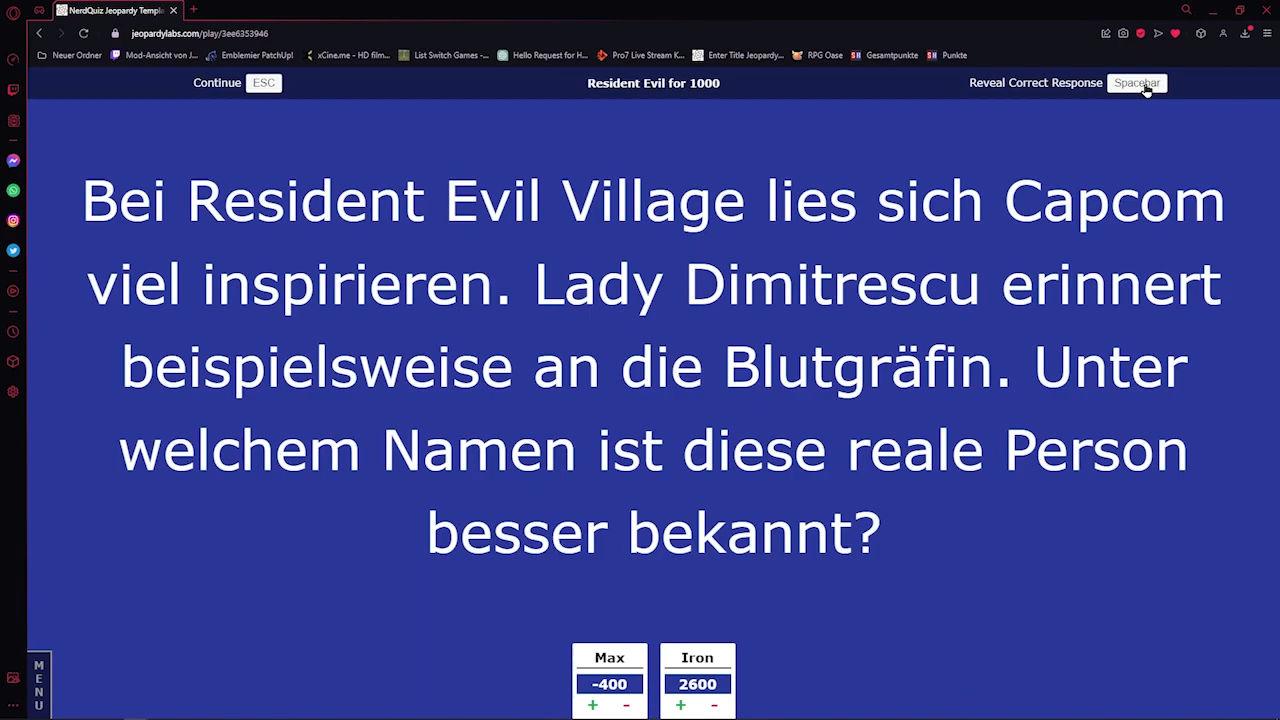 NerdQuiz Jeopardy Templa
jeopardylabs.com/play/3ee6353946
Neuer Ordner
Mod-Ansicht von J...
Emblemier PatchUp!
xCine.me - HD film...
List Switch Games -...
Hello Request for H...
Pro7 Live Stream K...
Enter Title Jeopardy...
RPG Oase
Gesamtpunkte
Punkte
Continue ESC
Resident Evil for 1000
Reveal Correct Response Spacebar
Bei Resident Evil Village lies sich Capcom
viel inspirieren. Lady Dimitrescu erinnert
beispielsweise an die Blutgräfin. Unter
welchem Namen ist diese reale Person
besser bekannt?
MENU
Max
-400
+ -
Iron
2600
+ -